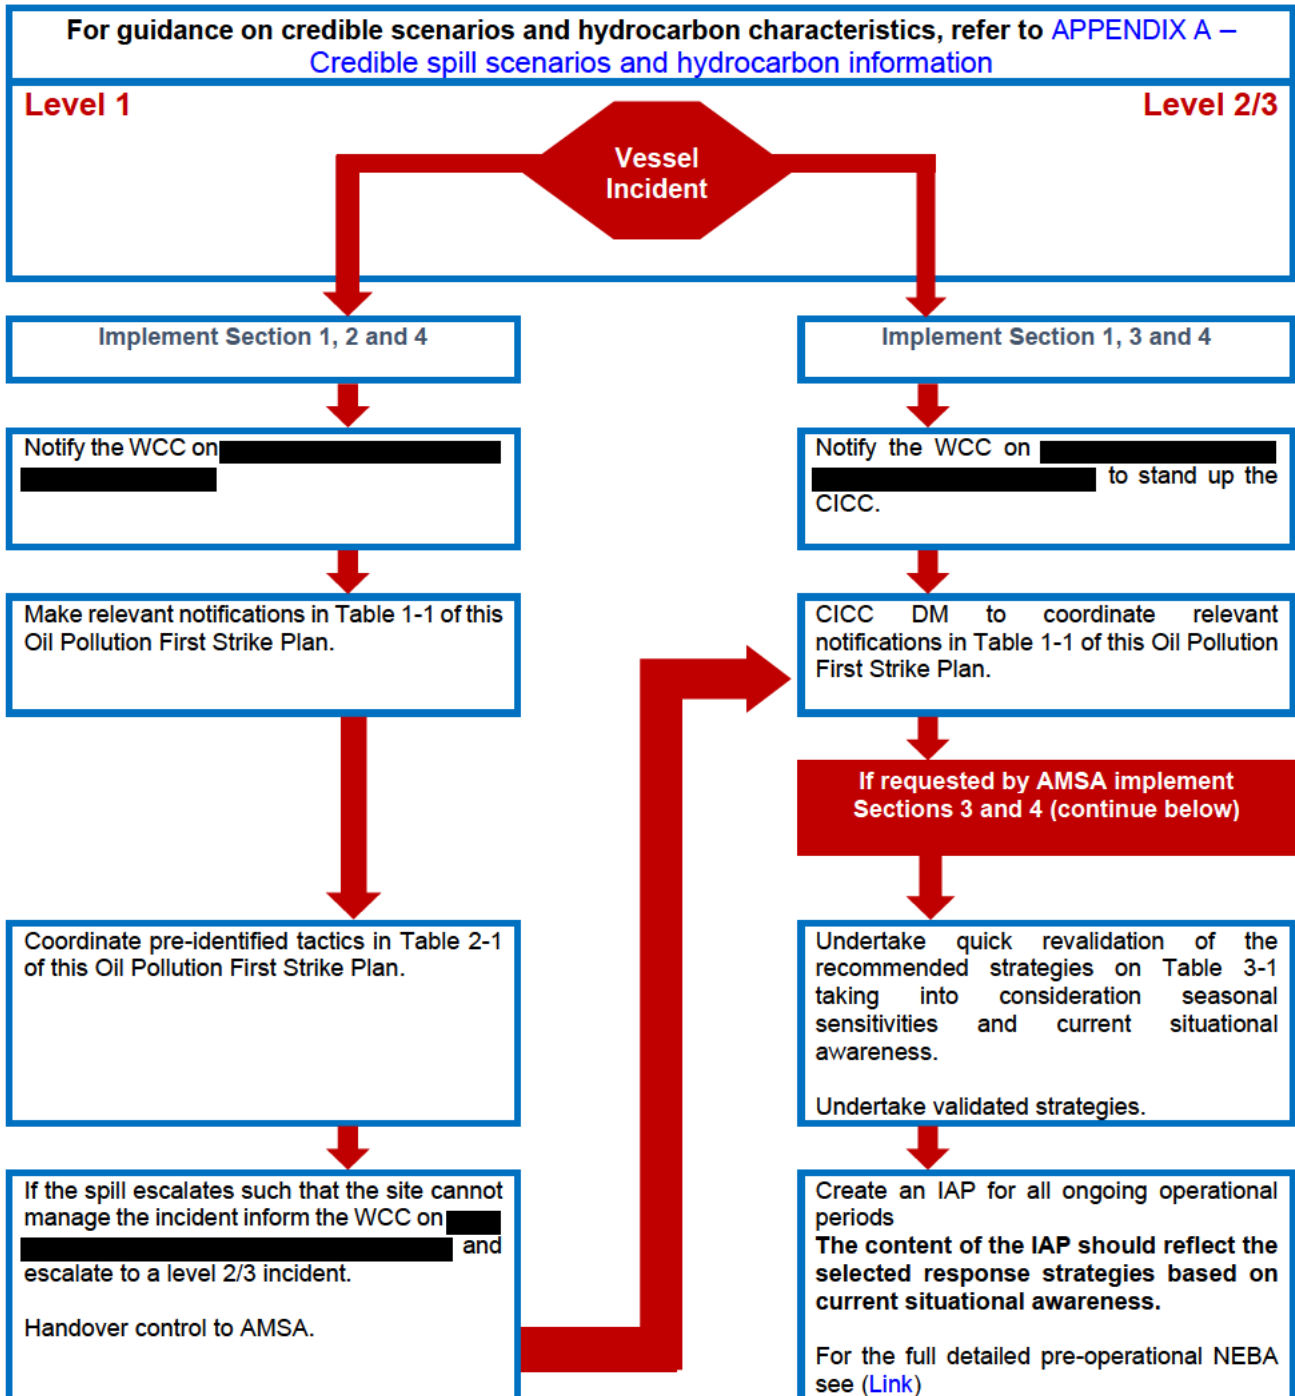 For guidance on credible scenarios and hydrocarbon characteristics, refer to APPENDIX A –
Credible spill scenarios and hydrocarbon information
Level 1
Level 2/3
Vessel
Incident
Implement Section 1, 2 and 4
Implement Section 1, 3 and 4
Notify the WCC on
Notify the WCC on
to stand up the
CICC.
Make relevant notifications in Table 1-1 of this
Oil Pollution First Strike Plan.
CICC DM to coordinate relevant
notifications in Table 1-1 of this Oil Pollution
First Strike Plan.
If requested by AMSA implement
Sections 3 and 4 (continue below)
Coordinate pre-identified tactics in Table 2-1
of this Oil Pollution First Strike Plan.
Undertake quick revalidation of the
recommended strategies on Table 3-1
taking into consideration seasonal
sensitivities and current situational
awareness.
Undertake validated strategies.
If the spill escalates such that the site cannot
manage the incident inform the WCC on
and
escalate to a level 2/3 incident.
Handover control to AMSA.
Create an IAP for all ongoing operational
periods
The content of the IAP should reflect the
selected response strategies based on
current situational awareness.
For the full detailed pre-operational NEBA
see (Link)